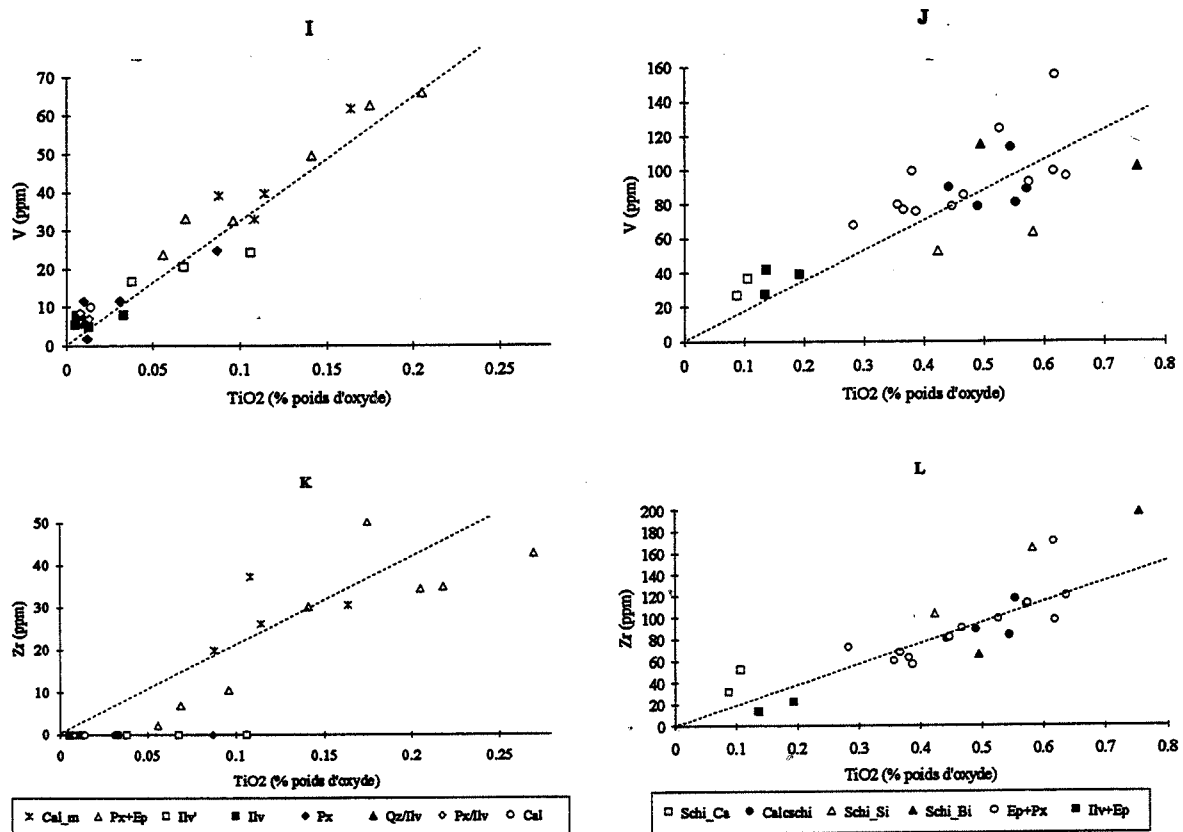 I
70
60
50
40
30
20
10
0
V (ppm)
0 0.05 0.1 0.15 0.2 0.25
TiO2 (% poids d'oxyde)
J
160
140
120
100
80
60
40
20
0
V (ppm)
0 0.1 0.2 0.3 0.4 0.5 0.6 0.7 0.8
TiO2 (% poids d'oxyde)
K
50
40
30
20
10
0
Zr (ppm)
0 0.05 0.1 0.15 0.2 0.25
TiO2 (% poids d'oxyde)
Cal_m Px+Ep Ilv' Ilv Px Qz/Ilv Px/Ilv Cal
L
200
180
160
140
120
100
80
60
40
20
0
Zr (ppm)
0 0.1 0.2 0.3 0.4 0.5 0.6 0.7 0.8
TiO2 (% poids d'oxyde)
Schi_Ca Calcschi Schi_Si Schi_Bi Ep+Px Ilv+Ep